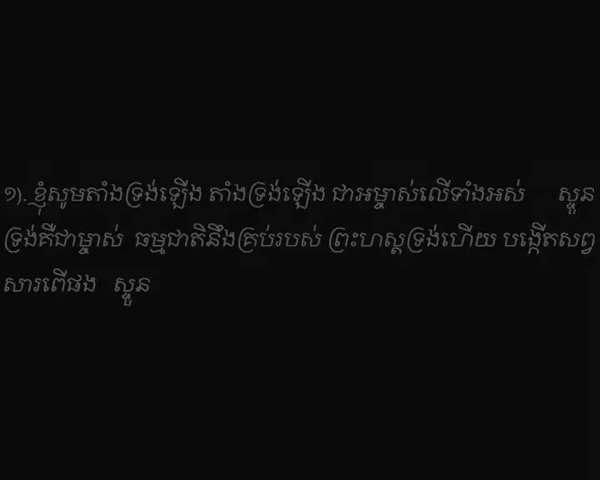 ១). ខ្ញុំសូមតាំងទ្រង់ឡើង តាំងទ្រង់ឡើង ជាអម្ចាស់លើទាំងអស់ ស្ទួន
ទ្រង់គឺជាម្ចាស់ ធម្មជាតិនឹងគ្រប់របស់ ព្រះហស្តទ្រង់ហើយ បង្កើតសព្វ
សារពើផង ស្ទួន